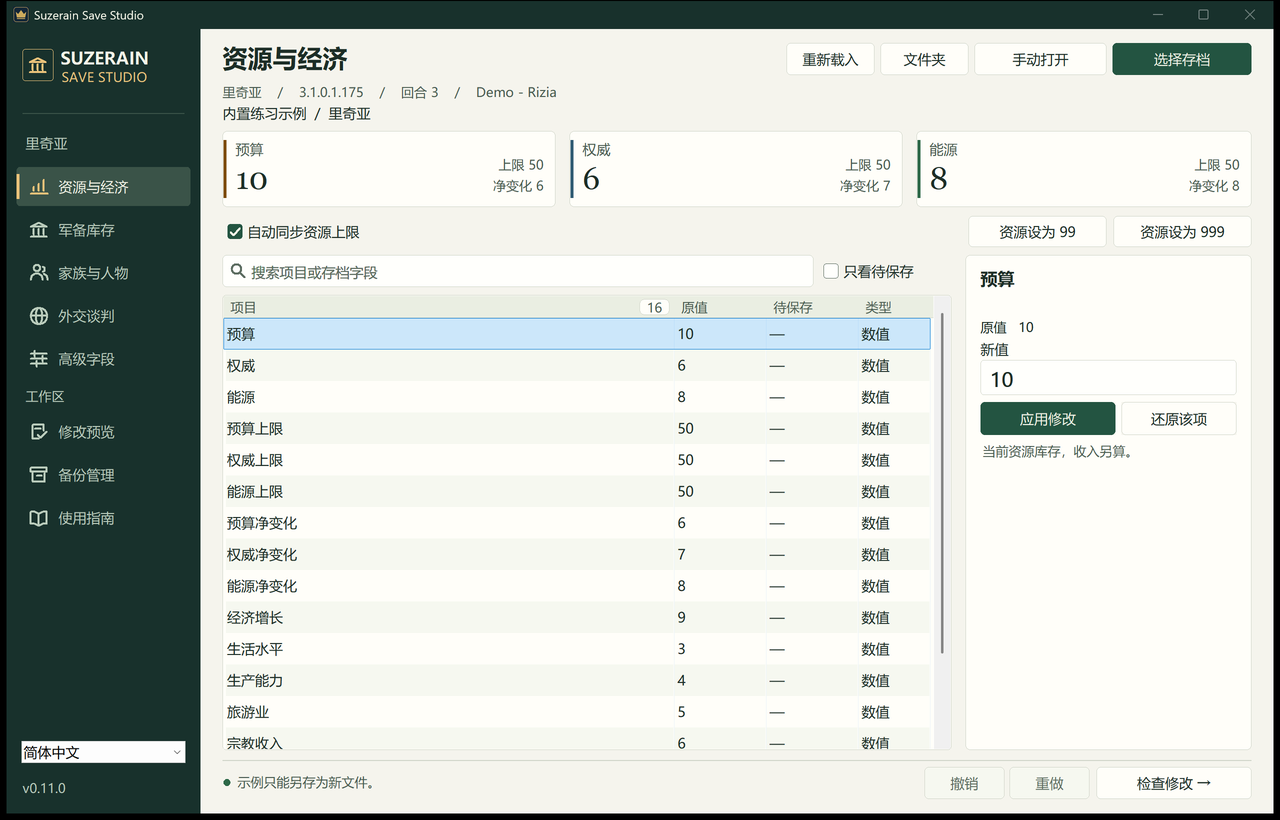 Suzerain Save Studio
SUZERAIN
SAVE STUDIO
里奇亚
资源与经济
军备库存
家族与人物
外交谈判
高级字段
工作区
修改预览
备份管理
使用指南
简体中文
v0.11.0
资源与经济
重新载入 文件夹 手动打开 选择存档
里奇亚 / 3.1.0.1.175 / 回合 3 / Demo - Rizia
内置练习示例 / 里奇亚
预算
10
上限 50
净变化 6
权威
6
上限 50
净变化 7
能源
8
上限 50
净变化 8
自动同步资源上限
资源设为 99 资源设为 999
搜索项目或存档字段
只看待保存
项目 16 原值 待保存 类型
预算 10 — 数值
权威 6 — 数值
能源 8 — 数值
预算上限 50 — 数值
权威上限 50 — 数值
能源上限 50 — 数值
预算净变化 6 — 数值
权威净变化 7 — 数值
能源净变化 8 — 数值
经济增长 9 — 数值
生活水平 3 — 数值
生产能力 4 — 数值
旅游业 5 — 数值
宗教收入 6 — 数值
预算
原值 10
新值
10
应用修改 还原该项
当前资源库存，收入另算。
示例只能另存为新文件。
撤销 重做 检查修改 →